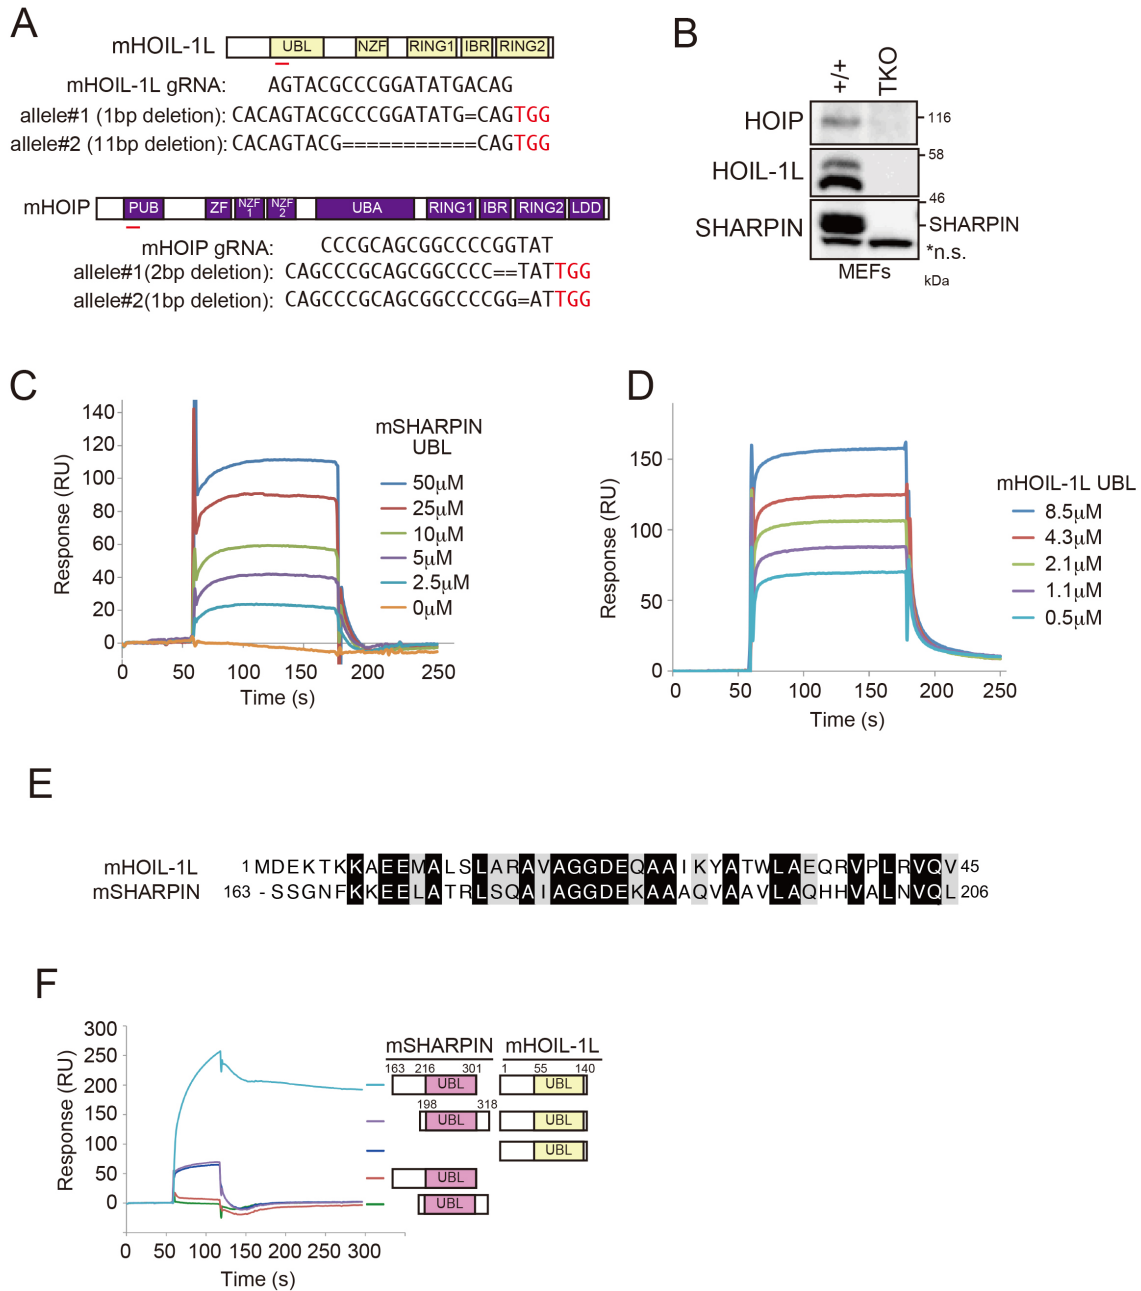 A
mHOIL-1L
UBL NZF RING1 IBR RING2
mHOIL-1L gRNA: AGTACGCCCGGATATGACAG
allele#1 (1bp deletion): CACAGTACGCCCGGATATG=CAGTGG
allele#2 (11bp deletion): CACAGTACG===========CAGTGG
mHOIP
PUB ZF NZF 1 NZF 2 UBA RING1 IBR RING2 LDD
mHOIP gRNA: CCCGCAGCGGCCCCGGTAT
allele#1(2bp deletion): CAGCCCGCAGCGGCCCC==TATTGG
allele#2(1bp deletion): CAGCCCGCAGCGGCCCCGG=ATTGG
B
+/+ TKO
HOIP 116
HOIL-1L 58
46
SHARPIN SHARPIN
*n.s.
MEFs kDa
C
Response (RU)
140
120
100
80
60
40
20
0
0 50 100 150 200 250
Time (s)
mSHARPIN
UBL
50μM
25μM
10μM
5μM
2.5μM
0μM
D
Response (RU)
150
100
50
0
0 50 100 150 200 250
Time (s)
mHOIL-1L UBL
8.5μM
4.3μM
2.1μM
1.1μM
0.5μM
E
mHOIL-1L 1 MDEKTKKAEEMALSLARAVAGGDEQAAIKYATWLAEQRVPLRVQV 45
mSHARPIN 163 -SSGNFKKEELATRLSQAIAGGDEKAAAQVAAVLAQHHVALNVQL 206
F
Response (RU)
300
250
200
150
100
50
0
0 50 100 150 200 250 300
Time (s)
mSHARPIN mHOIL-1L
163 216 301 1 55 140
UBL UBL
198 318
UBL UBL
UBL
UBL
UBL